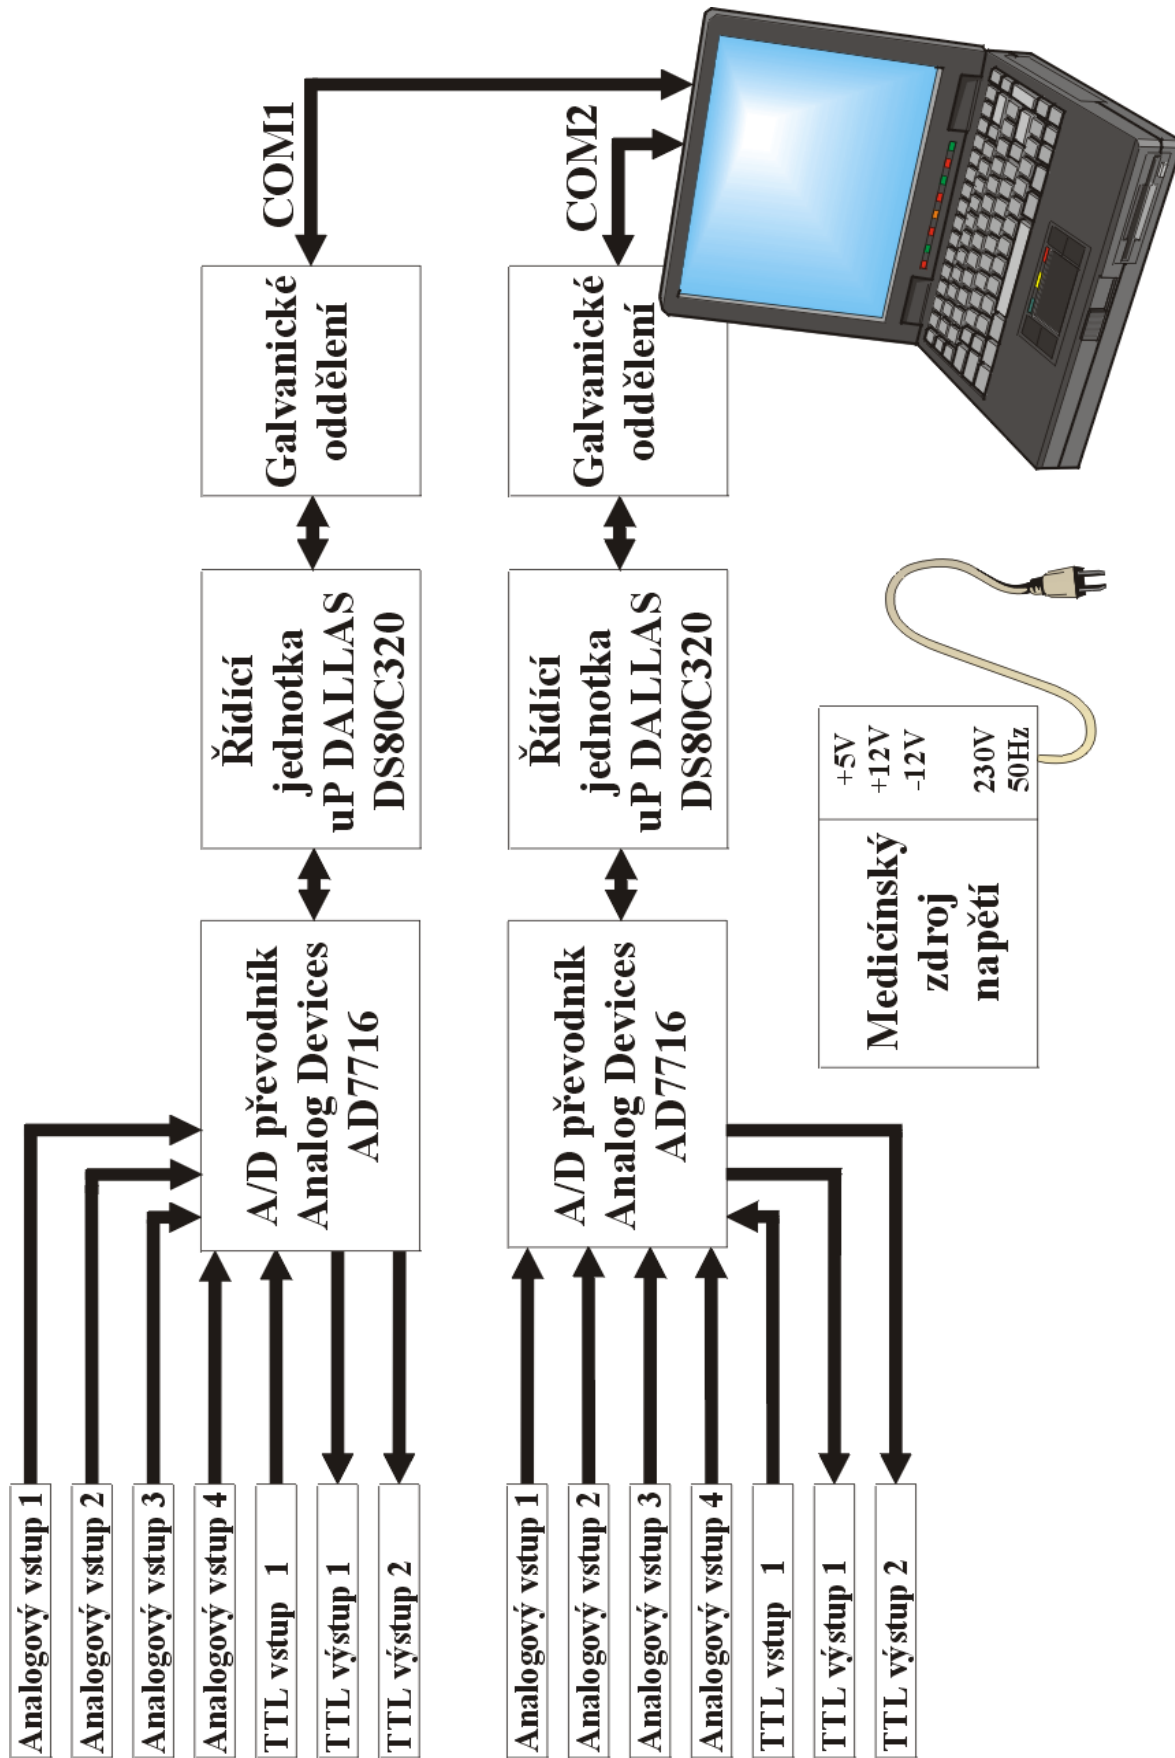 Analogový vstup 1
Analogový vstup 2
Analogový vstup 3
Analogový vstup 4
TTL vstup 1
TTL výstup 1
TTL výstup 2
A/D převodník
Analog Devices
AD7716
Řídící
jednotka
uP DALLAS
DS80C320
Galvanické
oddělení
COM1
Analogový vstup 1
Analogový vstup 2
Analogový vstup 3
Analogový vstup 4
TTL vstup 1
TTL výstup 1
TTL výstup 2
A/D převodník
Analog Devices
AD7716
Řídící
jednotka
uP DALLAS
DS80C320
Galvanické
oddělení
COM2
Medicínský
zdroj
napětí
+5V
+12V
-12V
230V
50Hz